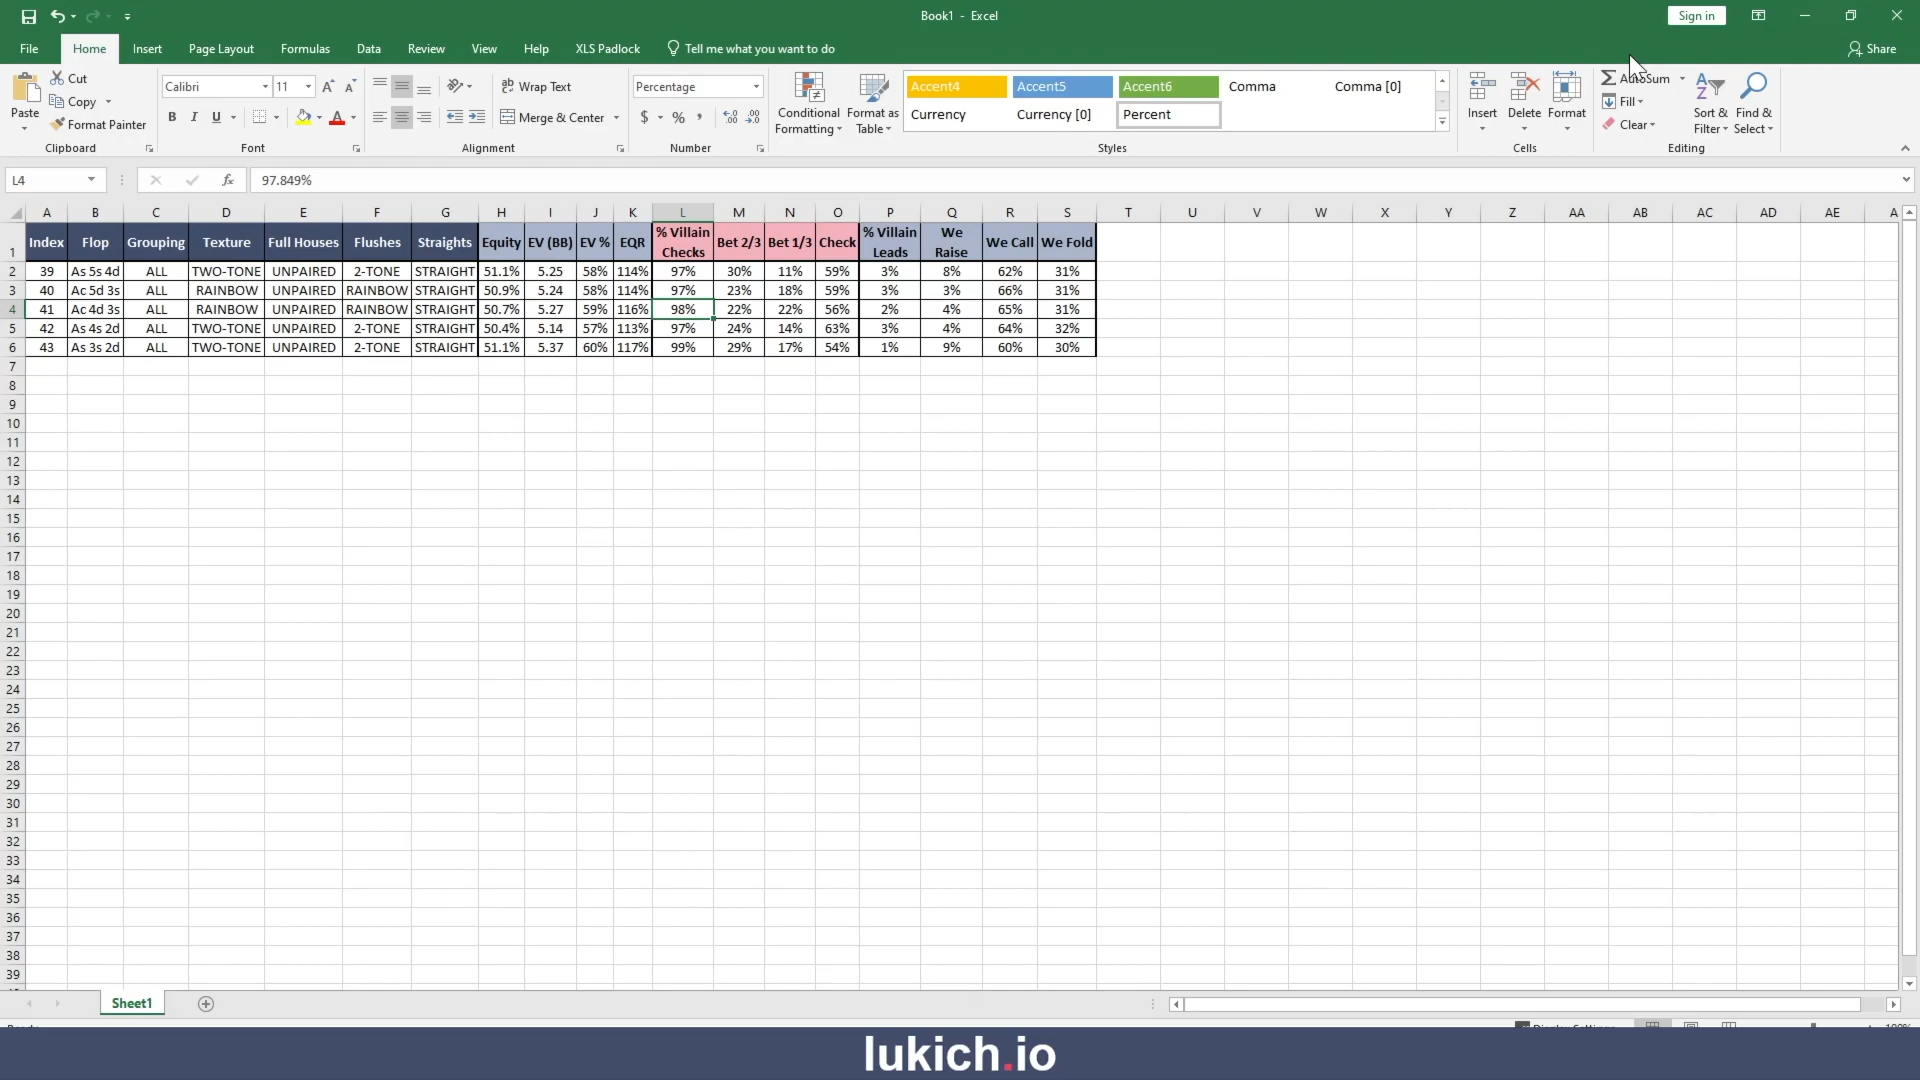 Book1 - Excel
Sign in
File Home Insert Page Layout Formulas Data Review View Help XLS Padlock Tell me what you want to do Share
Paste Cut Copy Format Painter Clipboard
Calibri 11 B I U Font
Wrap Text Merge & Center Alignment
Percentage $ % Number
Conditional Formatting Format as Table
Accent4 Accent5 Accent6 Comma Comma [0]
Currency Currency [0] Percent
Styles
Insert Delete Format Cells
AutoSum Fill Clear Sort & Filter Find & Select Editing
L4 fx 97.849%
A B C D E F G H I J K L M N O P Q R S T U V W X Y Z AA AB AC AD AE A
1 Index Flop Grouping Texture Full Houses Flushes Straights Equity EV (BB) EV % EQR % Villain Checks Bet 2/3 Bet 1/3 Check % Villain Leads We Raise We Call We Fold
2 39 As 5s 4d ALL TWO-TONE UNPAIRED 2-TONE STRAIGHT 51.1% 5.25 58% 114% 97% 30% 11% 59% 3% 8% 62% 31%
3 40 Ac 5d 3s ALL RAINBOW UNPAIRED RAINBOW STRAIGHT 50.9% 5.24 58% 114% 97% 23% 18% 59% 3% 3% 66% 31%
4 41 Ac 4d 3s ALL RAINBOW UNPAIRED RAINBOW STRAIGHT 50.7% 5.27 59% 116% 98% 22% 22% 56% 2% 4% 65% 31%
5 42 As 4s 2d ALL TWO-TONE UNPAIRED 2-TONE STRAIGHT 50.4% 5.14 57% 113% 97% 24% 14% 63% 3% 4% 64% 32%
6 43 As 3s 2d ALL TWO-TONE UNPAIRED 2-TONE STRAIGHT 51.1% 5.37 60% 117% 99% 29% 17% 54% 1% 9% 60% 30%
7
8
9
10
11
12
13
14
15
16
17
18
19
20
21
22
23
24
25
26
27
28
29
30
31
32
33
34
35
36
37
38
39
Sheet1
lukich.io